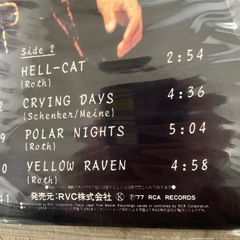 Side 2
HELL-CAT 2:54
(Roth)
CRYING DAYS 4:36
(Schenker/Meine)
POLAR NIGHTS 5:04
(Roth)
YELLOW RAVEN 4:58
(Roth)
発売元:RVC株式会社 Ⓚ Ⓟ'77 RCA RECORDS